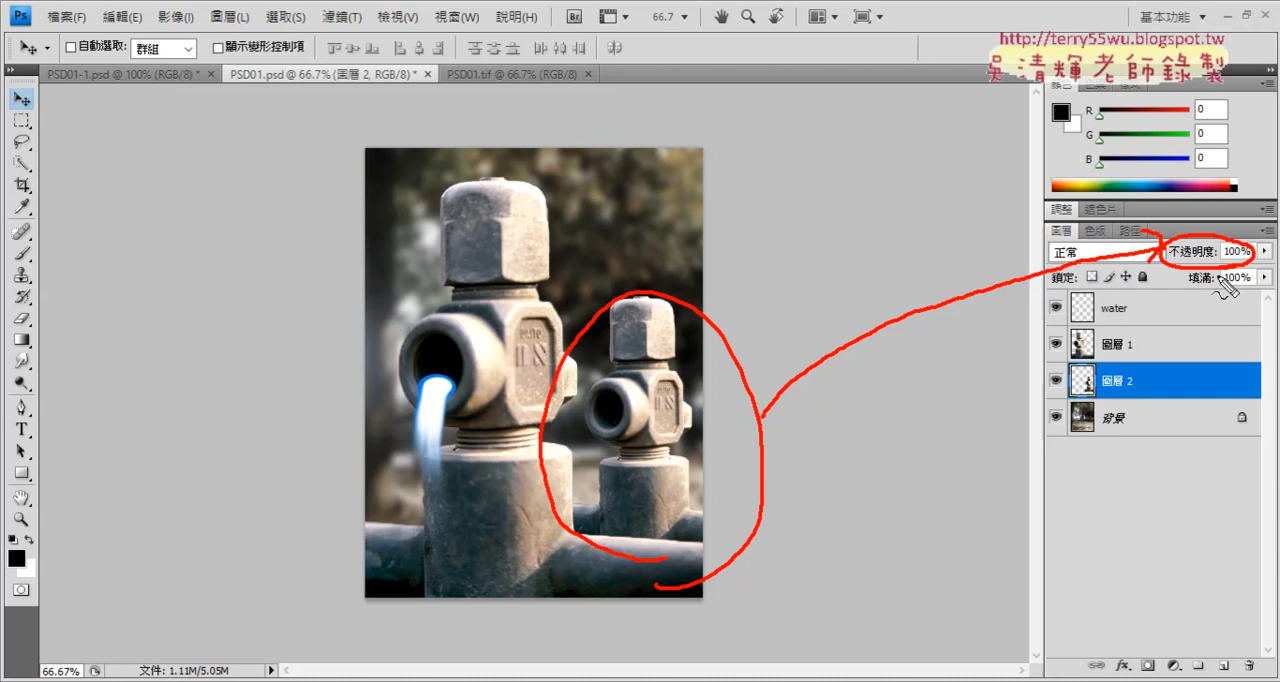 Ps 檔案(F) 編輯(E) 影像(I) 圖層(L) 選取(S) 濾鏡(T) 檢視(V) 視窗(W) 說明(H) Br 66.7 基本功能
自動選取: 群組 顯示變形控制項
http://terry55wu.blogspot.tw
吳清輝老師錄製
PSD01-1.psd @ 100% (RGB/8) * PSD01.psd @ 66.7% (圖層 2, RGB/8) * PSD01.tif @ 66.7% (RGB/8)
R 0
G 0
B 0
調整 遮色片
圖層 色版 路徑
正常 不透明度: 100%
鎖定: 填滿: 100%
water
圖層 1
圖層 2
背景
T
fx
66.67% 文件: 1.11M/5.05M